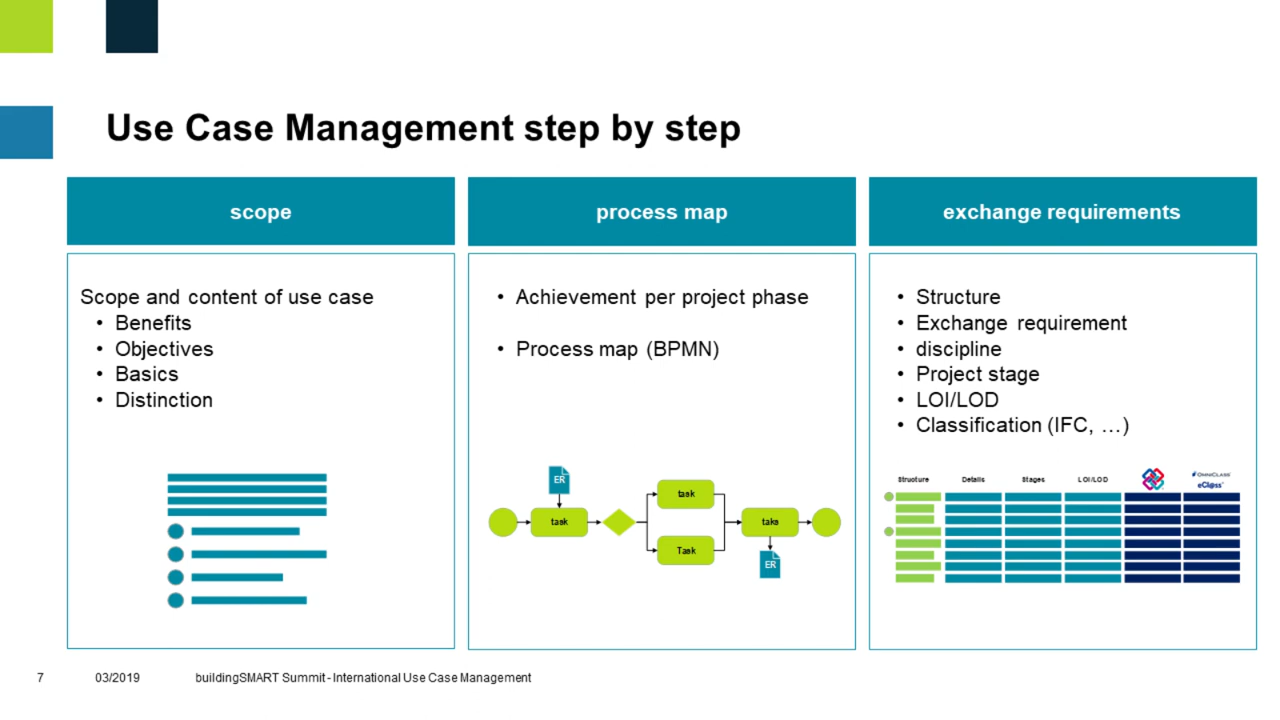 Use Case Management step by step
scope
process map
exchange requirements
Scope and content of use case
• Benefits
• Objectives
• Basics
• Distinction
• Achievement per project phase
• Process map (BPMN)
ER
task
task
Task
taks
ER
• Structure
• Exchange requirement
• discipline
• Project stage
• LOI/LOD
• Classification (IFC, …)
Structure Details Stages LOI/LOD
OMNICLASS
eCl@ss
7 03/2019 buildingSMART Summit - International Use Case Management